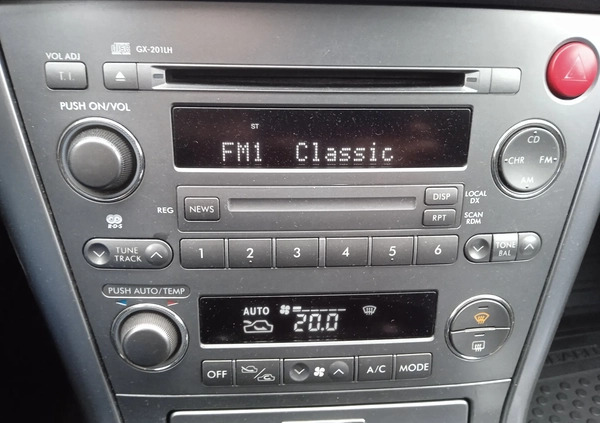 GX-201LH
VOL ADJ
T.I.
PUSH ON/VOL
ST
FM1 Classic
CD
CHR FM
AM
REG NEWS
DISP LOCAL DX
RPT SCAN RDM
R·D·S
TUNE TRACK
1 2 3 4 5 6
TONE BAL
PUSH AUTO/TEMP
AUTO
20.0
OFF
A/C MODE